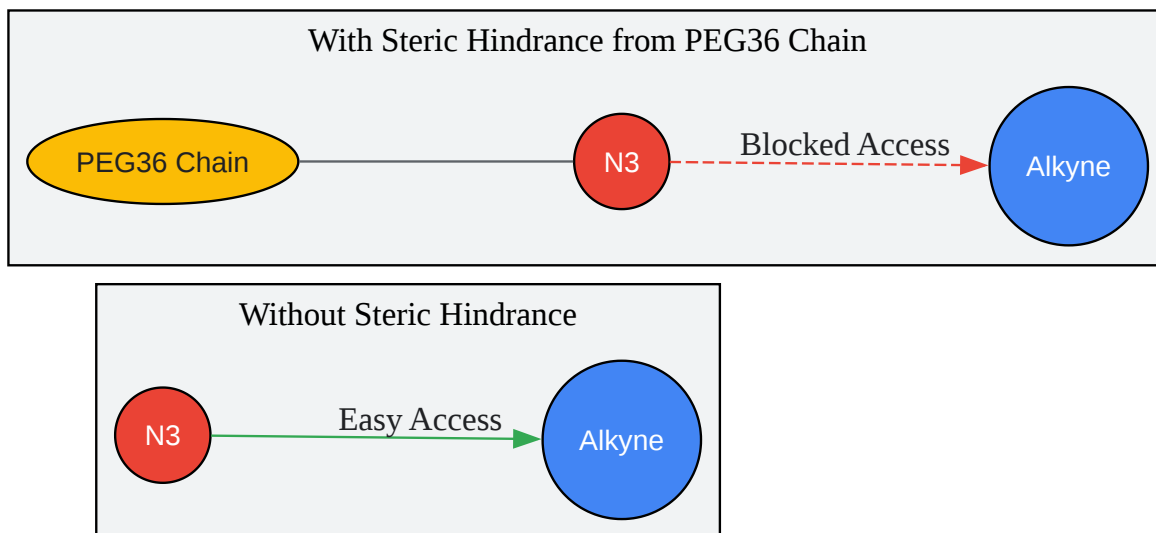 With Steric Hindrance from PEG36 Chain
PEG36 Chain
N3
Blocked Access
Alkyne
Without Steric Hindrance
N3
Easy Access
Alkyne